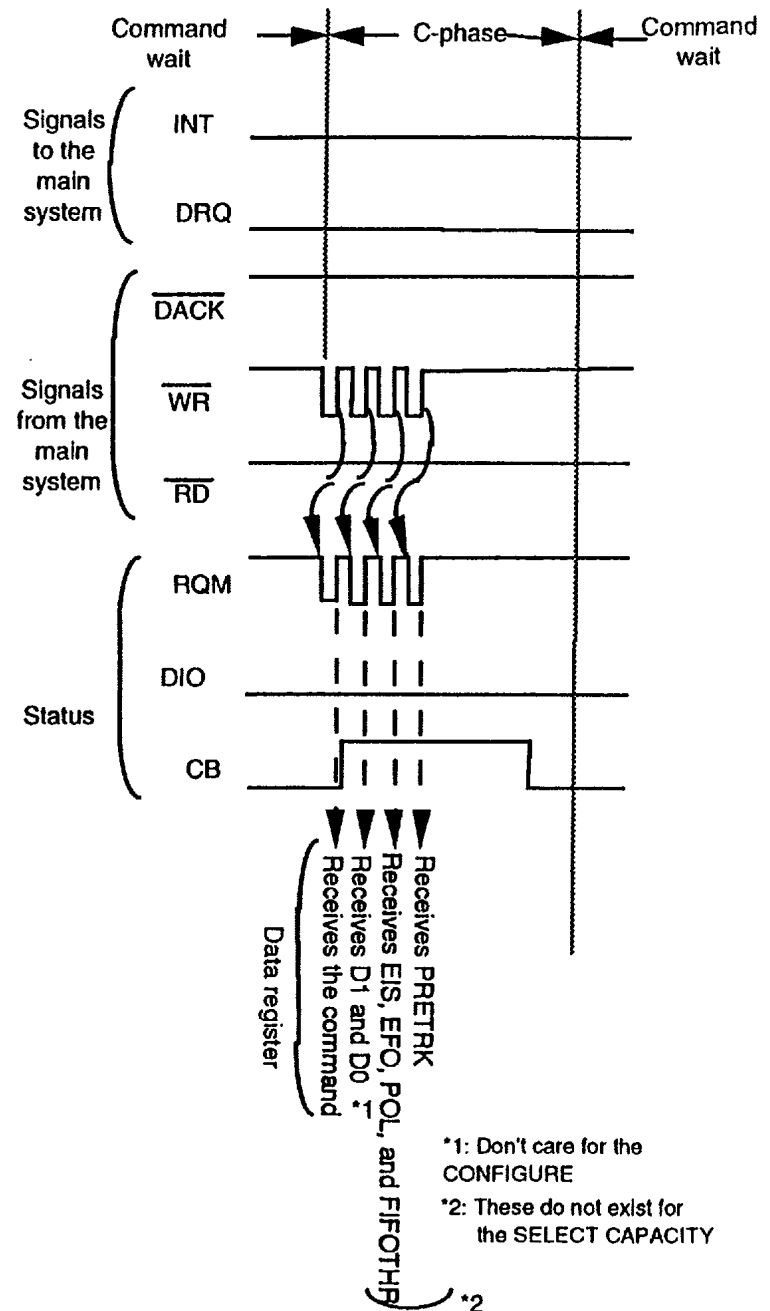 Command
wait
C-phase
Command
wait
Signals
to the
main
system
INT
DRQ
DACK
Signals
from the
main
system
WR
RD
Status
RQM
DIO
CB
Data register
Receives the command
Receives D1 and D0 *1
Receives EIS, EFO, POL, and FIFOTHR
Receives PRETRK
*2
*1: Don't care for the
CONFIGURE
*2: These do not exist for
the SELECT CAPACITY